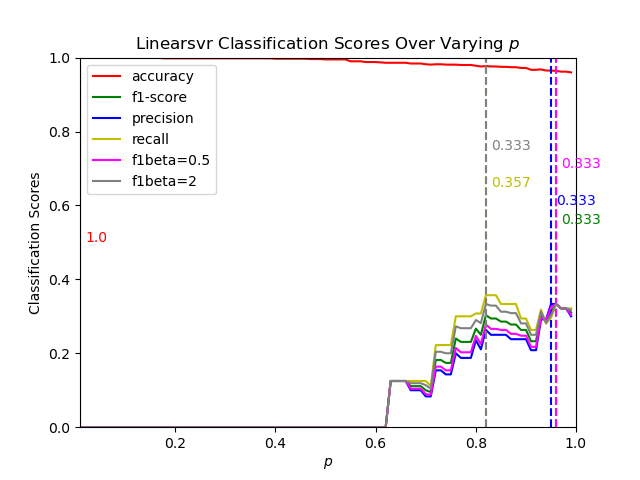 Linearsvr Classification Scores Over Varying p
Classification Scores
1.0
0.8
0.6
0.4
0.2
0.0
accuracy
f1-score
precision
recall
f1beta=0.5
f1beta=2
0.333
0.333
0.357
0.333
0.333
1.0
0.2
0.4
0.6
0.8
1.0
p